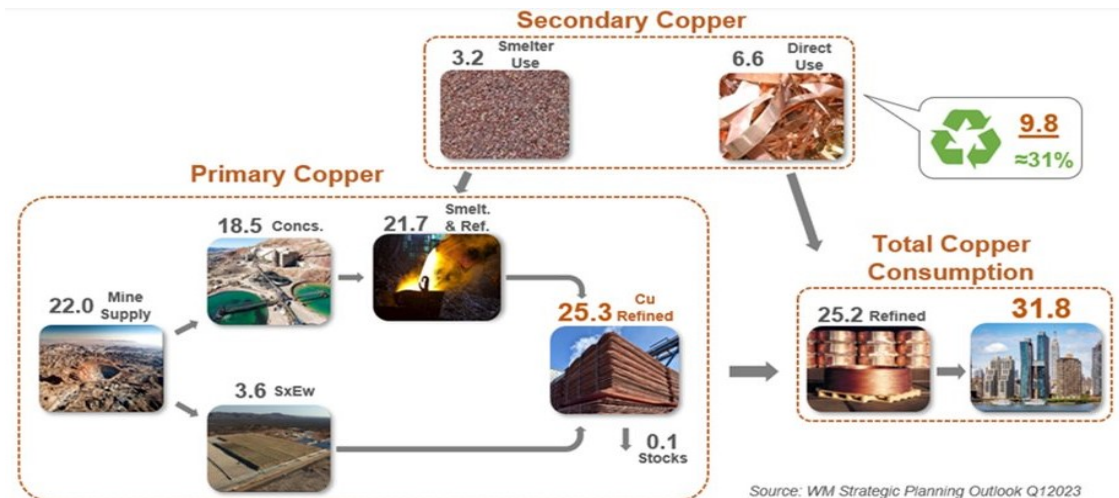 Secondary Copper
3.2 Smelter
Use
6.6 Direct
Use
9.8
≈31%
Primary Copper
18.5 Concs.
21.7 Smelt.
& Ref.
22.0 Mine
Supply
25.3 Cu
Refined
3.6 SxEw
0.1
Stocks
Total Copper
Consumption
25.2 Refined
31.8
Source: WM Strategic Planning Outlook Q12023